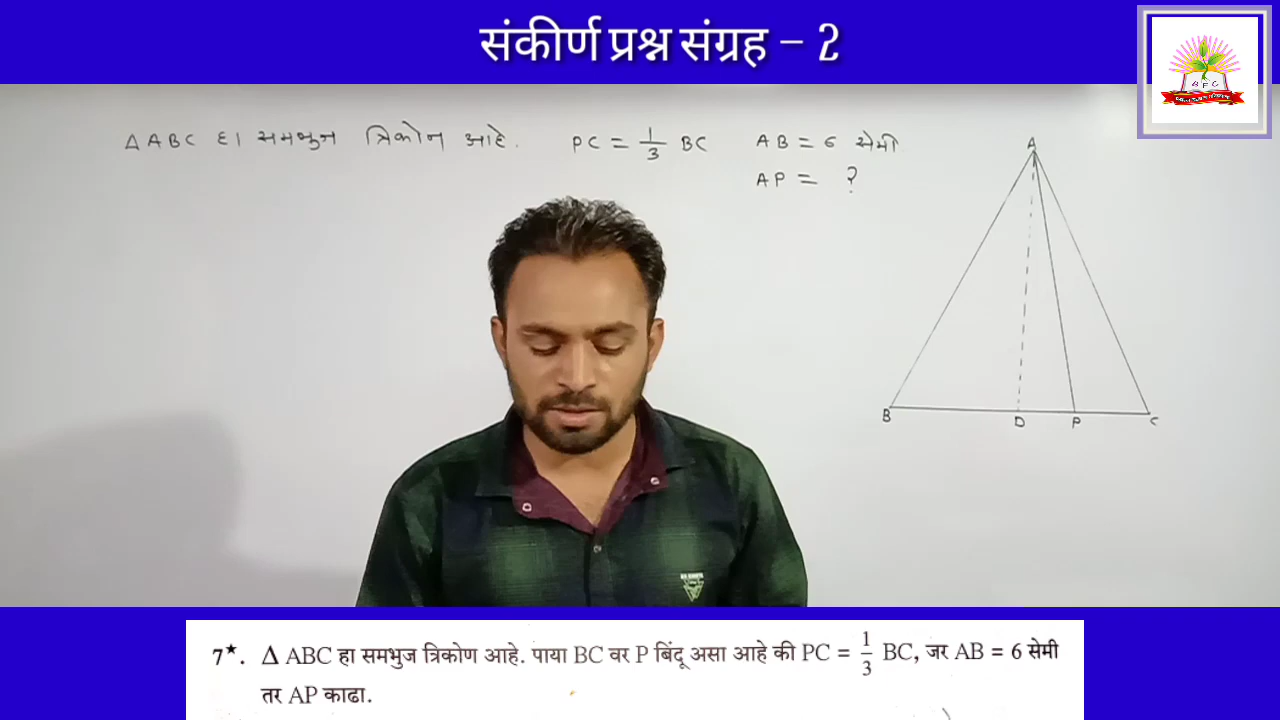 संकीर्ण प्रश्न संग्रह – 2
B F C
△ ABC हा समभुज त्रिकोन आहे. PC = 1/3 BC AB = 6 सेमी
AP = ?
A
B D P C
7★. Δ ABC हा समभुज त्रिकोण आहे. पाया BC वर P बिंदू असा आहे की PC = 1/3 BC, जर AB = 6 सेमी
तर AP काढा.